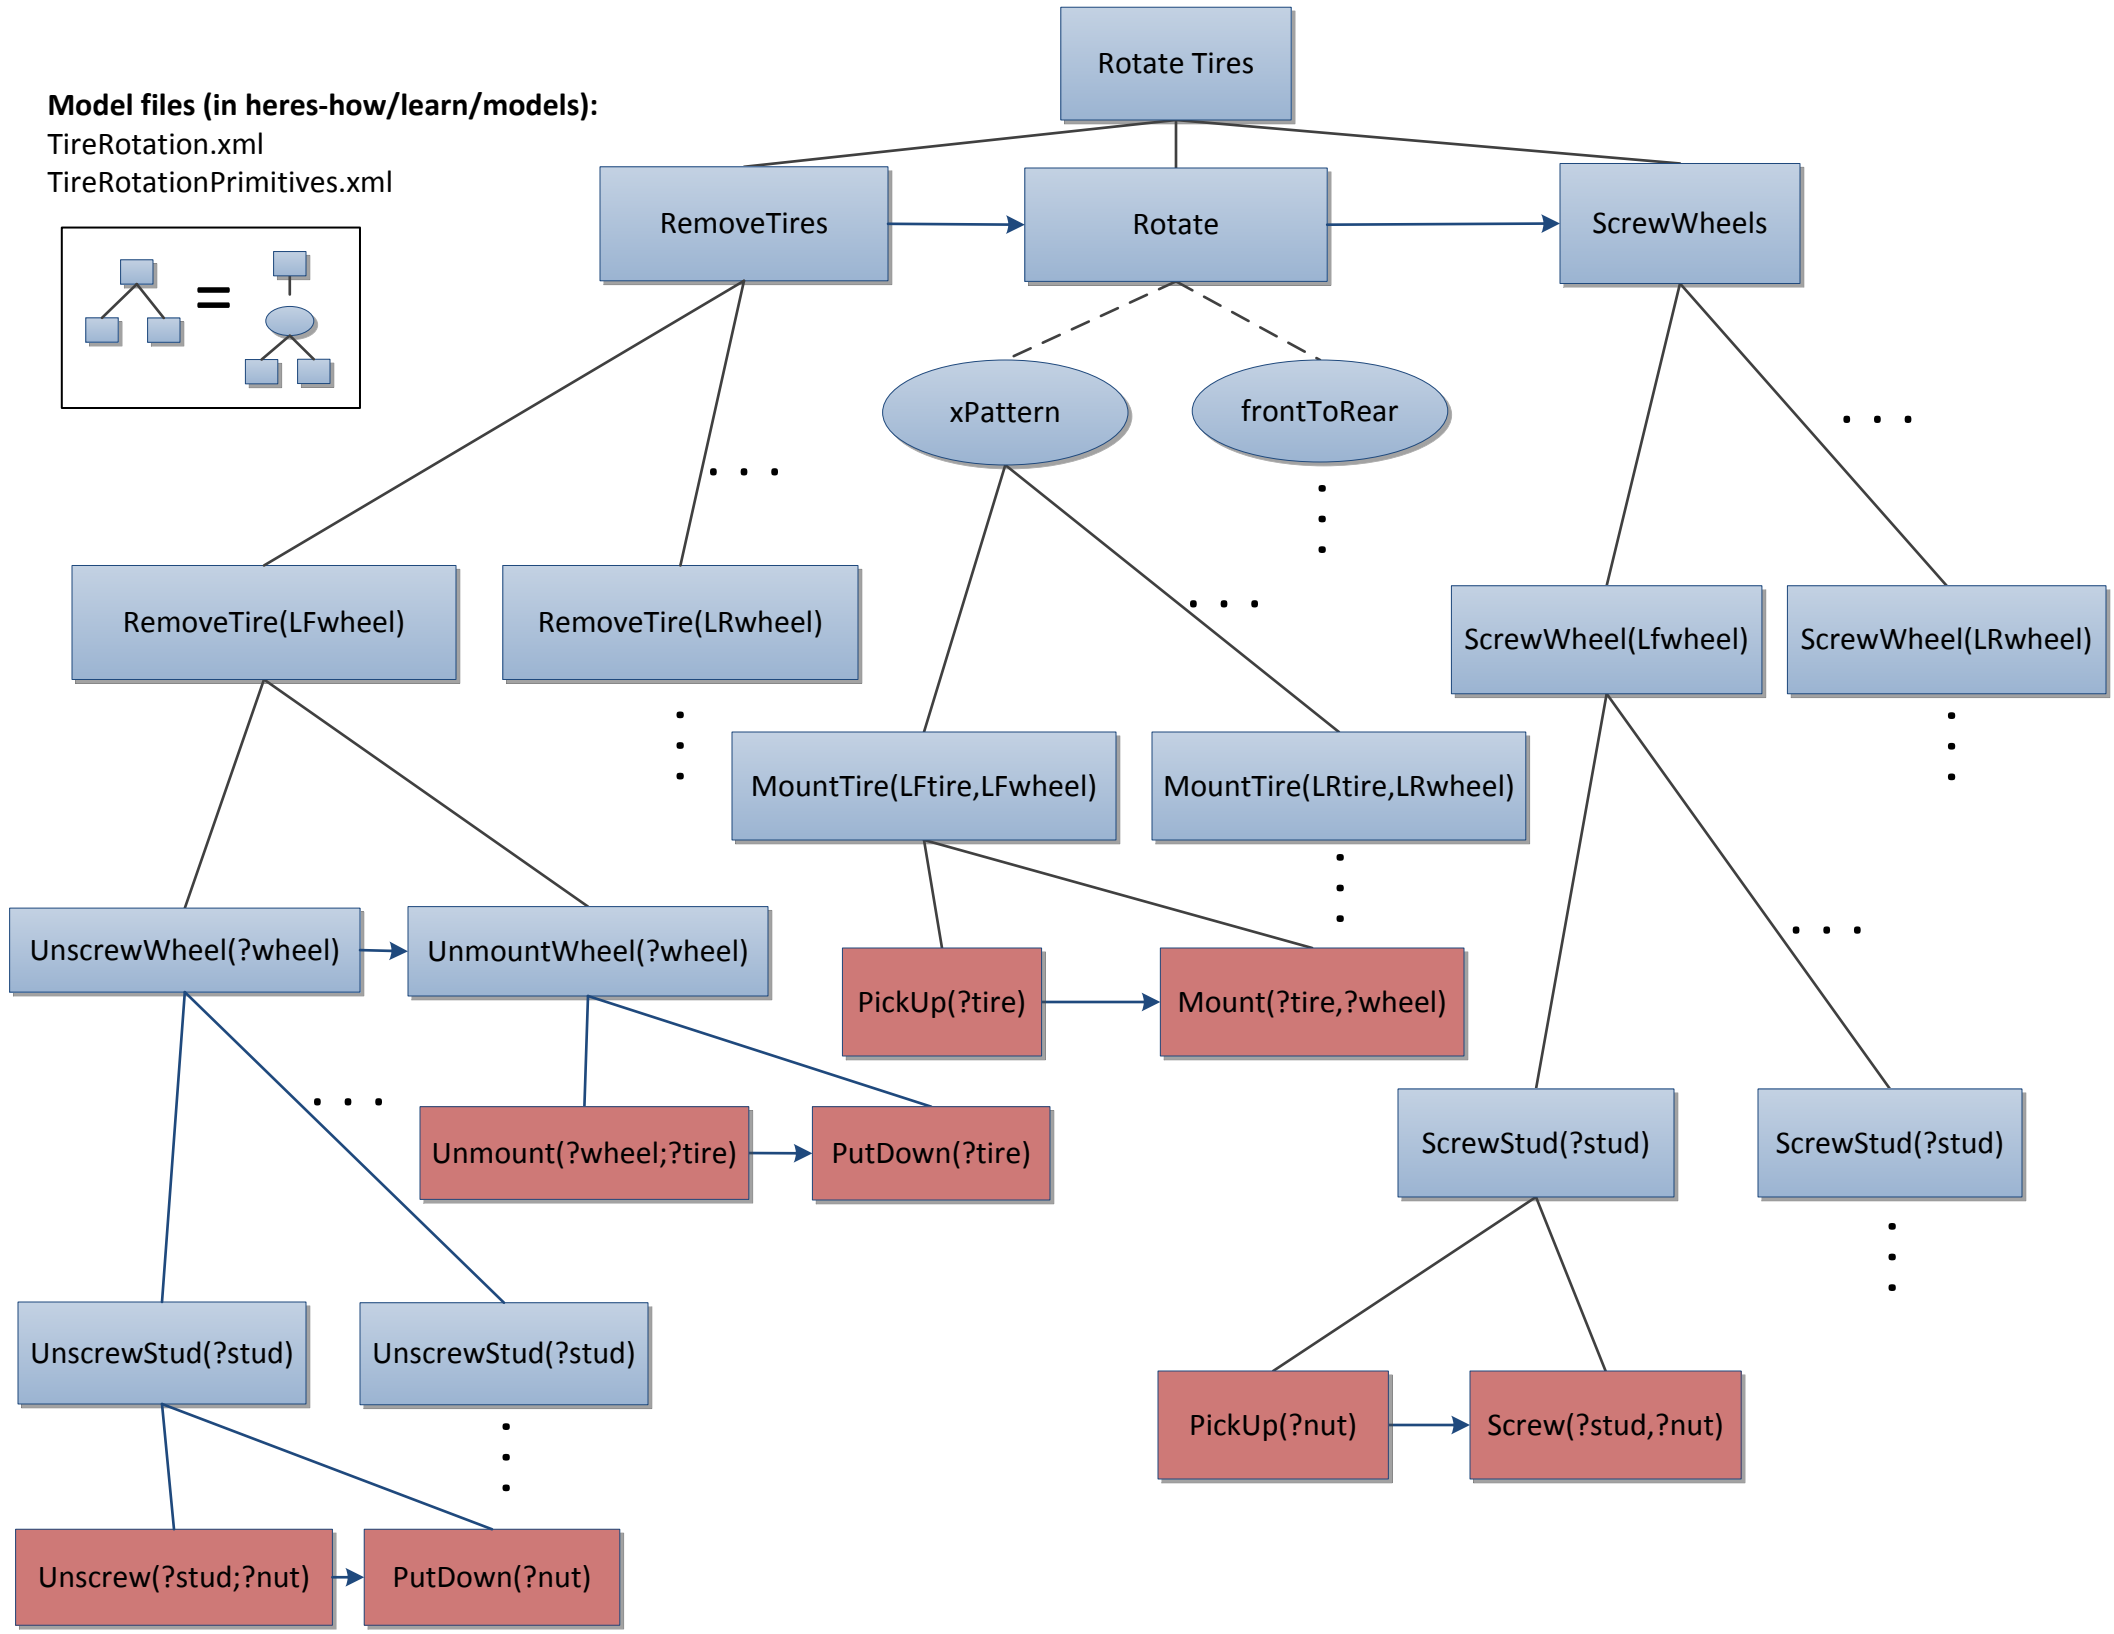 Rotate Tires
Model files (in heres-how/learn/models):
TireRotation.xml
TireRotationPrimitives.xml
=
RemoveTires
Rotate
ScrewWheels
xPattern
frontToRear
. . .
. . .
RemoveTire(LFwheel)
RemoveTire(LRwheel)
. . .
ScrewWheel(Lfwheel)
ScrewWheel(LRwheel)
MountTire(LFtire,LFwheel)
MountTire(LRtire,LRwheel)
UnscrewWheel(?wheel)
UnmountWheel(?wheel)
. . .
PickUp(?tire)
Mount(?tire,?wheel)
. . .
Unmount(?wheel;?tire)
PutDown(?tire)
ScrewStud(?stud)
ScrewStud(?stud)
UnscrewStud(?stud)
UnscrewStud(?stud)
PickUp(?nut)
Screw(?stud,?nut)
Unscrew(?stud;?nut)
PutDown(?nut)